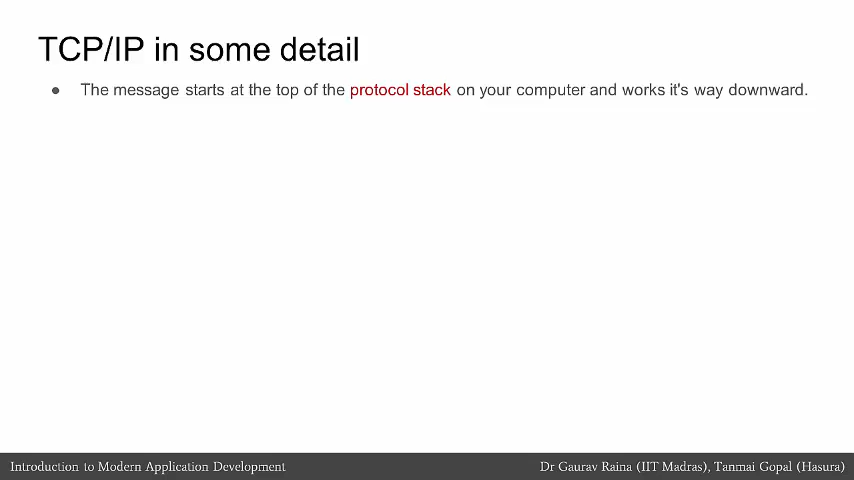 TCP/IP in some detail
● The message starts at the top of the protocol stack on your computer and works it's way downward.
Introduction to Modern Application Development
Dr Gaurav Raina (IIT Madras), Tanmai Gopal (Hasura)